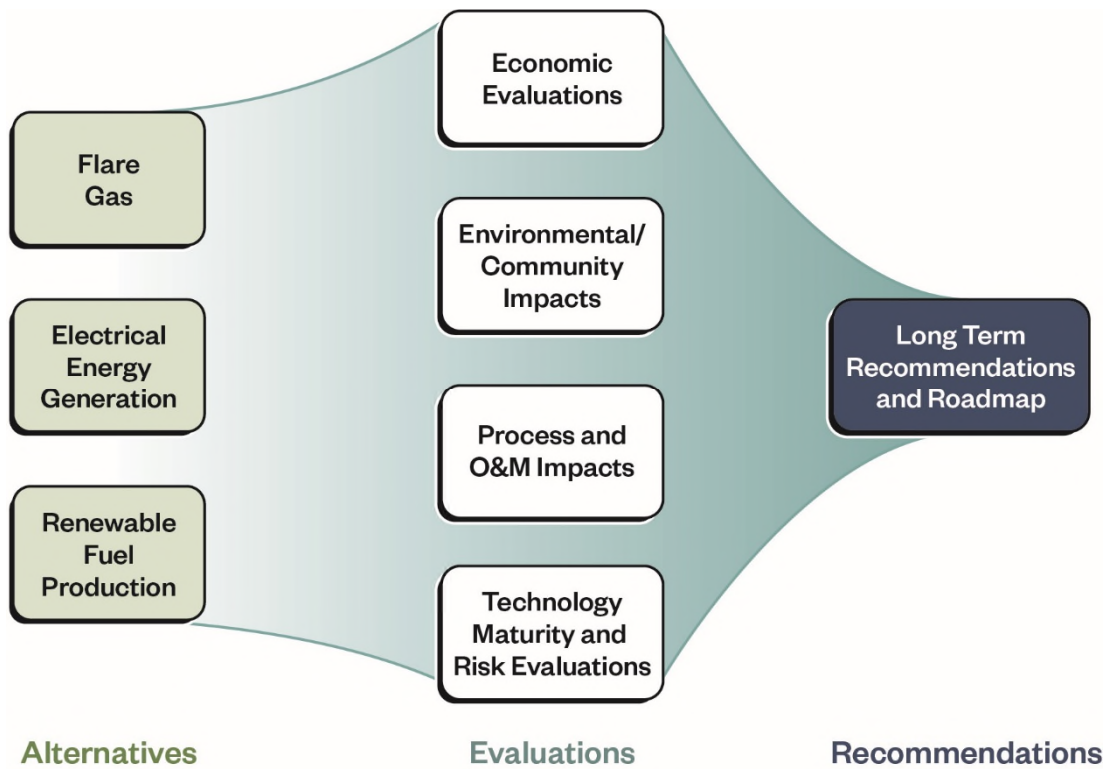 Flare
Gas
Electrical
Energy
Generation
Renewable
Fuel
Production
Economic
Evaluations
Environmental/
Community
Impacts
Process and
O&M Impacts
Technology
Maturity and
Risk Evaluations
Long Term
Recommendations
and Roadmap
Alternatives
Evaluations
Recommendations